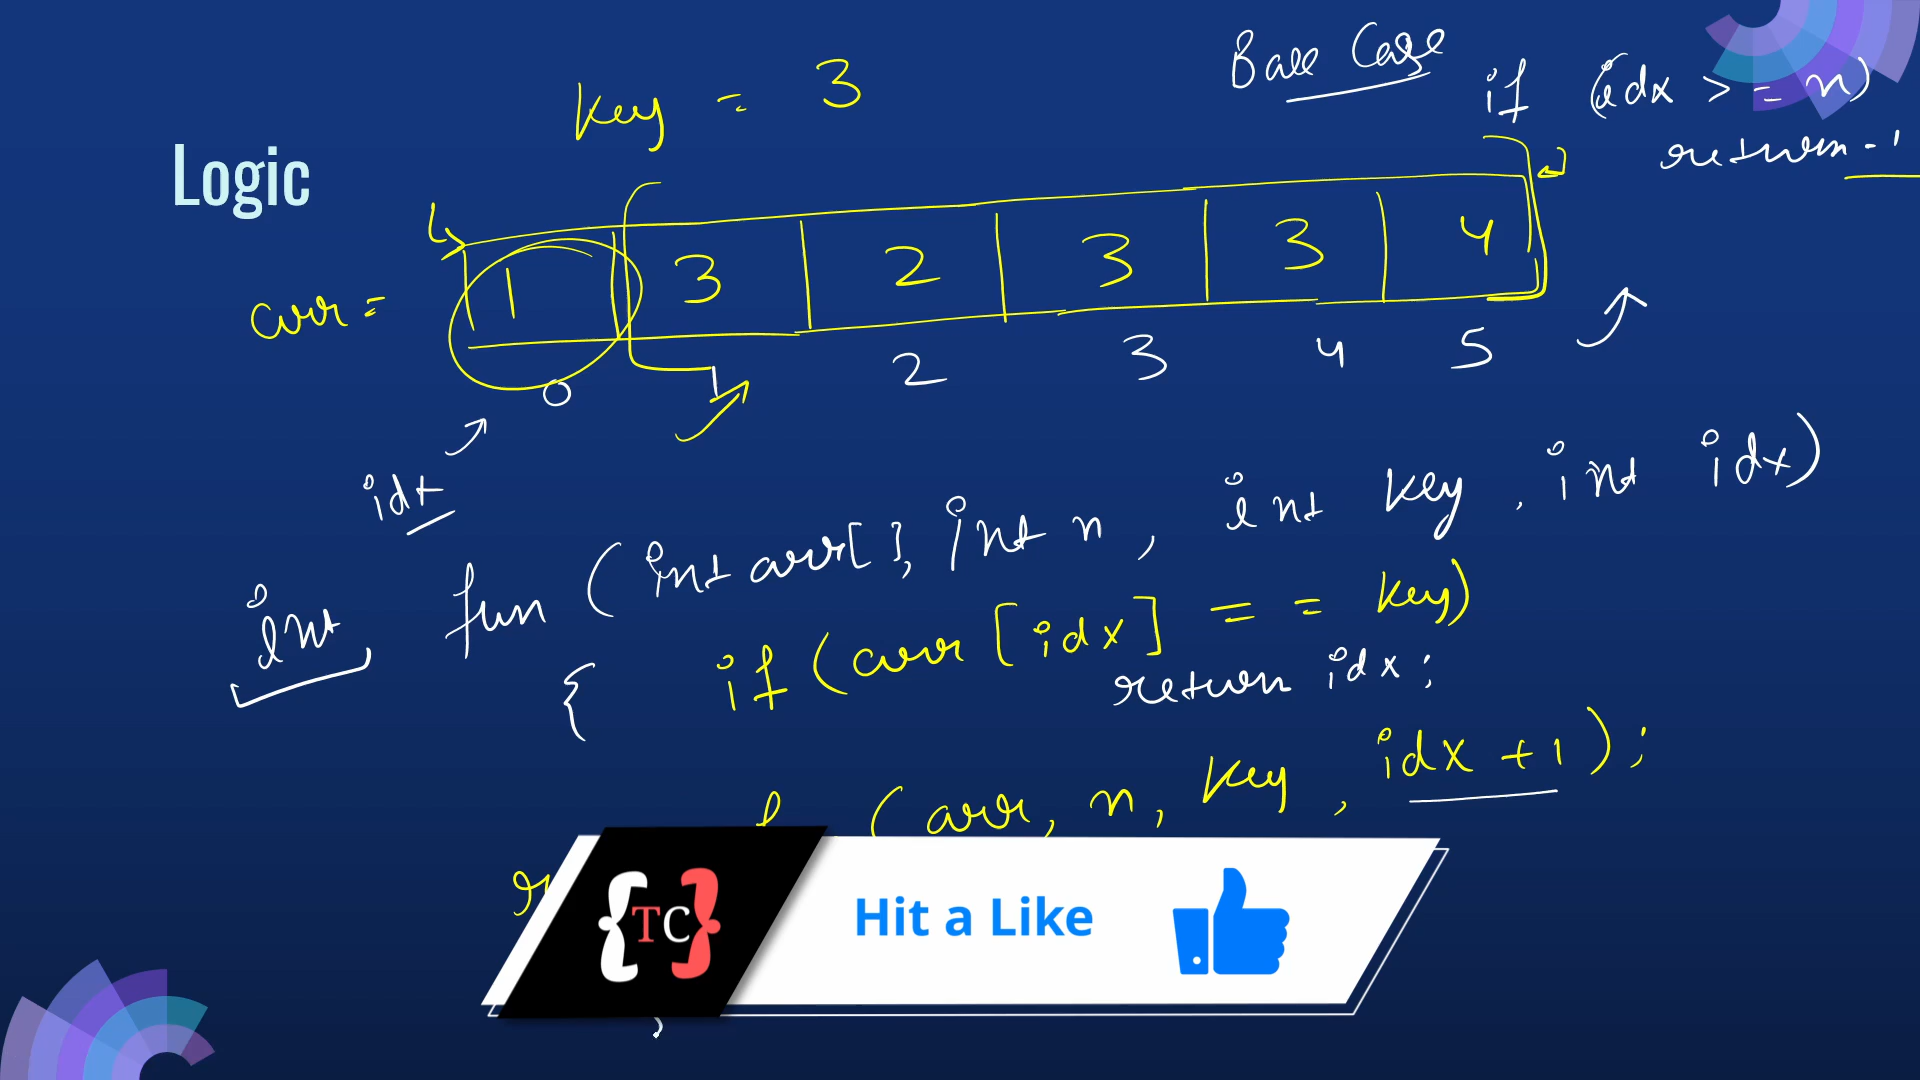 Base Case
key = 3
if (idx >= n)
return -1
Logic
arr =
1 3 2 3 3 4
0 1 2 3 4 5
idx
int fun (int arr[], int n, int key, int idx)
{ if (arr[idx] == key)
return idx;
f (arr, n, key, idx + 1);
{TC} Hit a Like